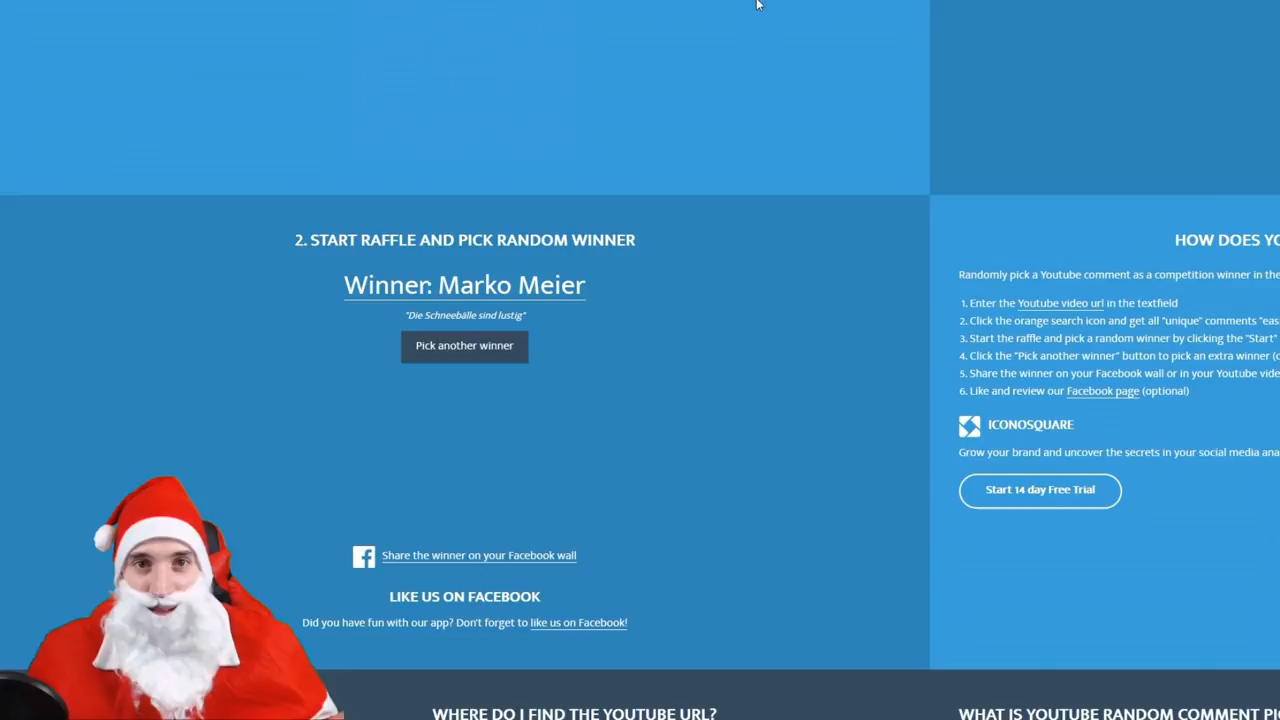 2. START RAFFLE AND PICK RANDOM WINNER
Winner: Marko Meier
"Die Schneebälle sind lustig"
Pick another winner
Share the winner on your Facebook wall
LIKE US ON FACEBOOK
Did you have fun with our app? Don't forget to like us on Facebook!
WHERE DO I FIND THE YOUTUBE URL?
HOW DOES YO
Randomly pick a Youtube comment as a competition winner in the
1. Enter the Youtube video url in the textfield
2. Click the orange search icon and get all "unique" comments "eas
3. Start the raffle and pick a random winner by clicking the "Start"
4. Click the "Pick another winner" button to pick an extra winner (o
5. Share the winner on your Facebook wall or in your Youtube vide
6. Like and review our Facebook page (optional)
ICONOSQUARE
Grow your brand and uncover the secrets in your social media ana
Start 14 day Free Trial
WHAT IS YOUTUBE RANDOM COMMENT PI